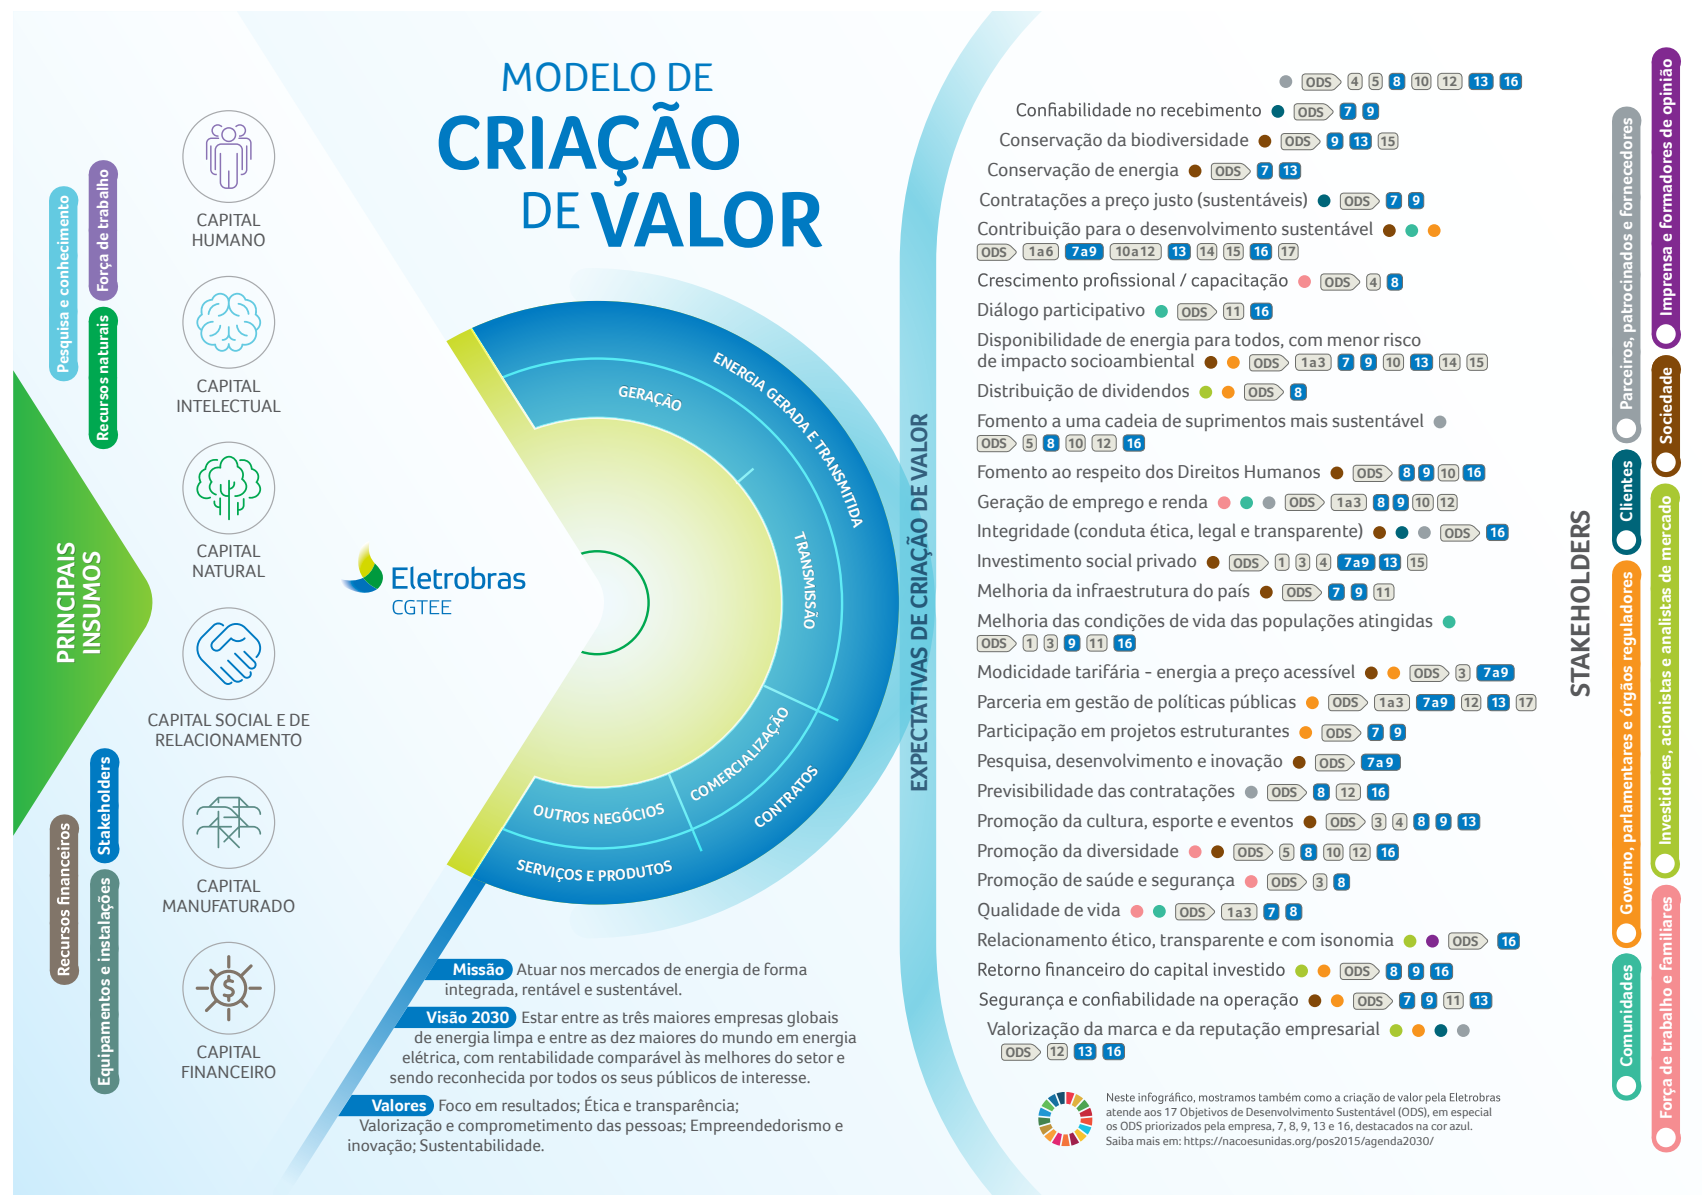 MODELO DE
CRIAÇÃO
DE VALOR
PRINCIPAIS
INSUMOS
Pesquisa e conhecimento
Força de trabalho
Recursos naturais
Recursos financeiros
Stakeholders
Equipamentos e instalações
CAPITAL
HUMANO
CAPITAL
INTELECTUAL
CAPITAL
NATURAL
CAPITAL SOCIAL E DE
RELACIONAMENTO
CAPITAL
MANUFATURADO
$
CAPITAL
FINANCEIRO
Eletrobras
CGTEE
ENERGIA GERADA E TRANSMITIDA
GERAÇÃO
TRANSMISSÃO
COMERCIALIZAÇÃO
CONTRATOS
OUTROS NEGÓCIOS
SERVIÇOS E PRODUTOS
Missão Atuar nos mercados de energia de forma
integrada, rentável e sustentável.
Visão 2030 Estar entre as três maiores empresas globais
de energia limpa e entre as dez maiores do mundo em energia
elétrica, com rentabilidade comparável às melhores do setor e
sendo reconhecida por todos os seus públicos de interesse.
Valores Foco em resultados; Ética e transparência;
Valorização e comprometimento das pessoas; Empreendedorismo e
inovação; Sustentabilidade.
EXPECTATIVAS DE CRIAÇÃO DE VALOR
ODS 4 5 8 10 12 13 16
Confiabilidade no recebimento ODS 7 9
Conservação da biodiversidade ODS 9 13 15
Conservação de energia ODS 7 13
Contratações a preço justo (sustentáveis) ODS 7 9
Contribuição para o desenvolvimento sustentável
ODS 1 a 6 7 a 9 10 a 12 13 14 15 16 17
Crescimento profissional / capacitação ODS 4 8
Diálogo participativo ODS 11 16
Disponibilidade de energia para todos, com menor risco
de impacto socioambiental ODS 1 a 3 7 9 10 13 14 15
Distribuição de dividendos ODS 8
Fomento a uma cadeia de suprimentos mais sustentável
ODS 5 8 10 12 16
Fomento ao respeito dos Direitos Humanos ODS 8 9 10 16
Geração de emprego e renda ODS 1 a 3 8 9 10 12
Integridade (conduta ética, legal e transparente) ODS 16
Investimento social privado ODS 1 3 4 7 a 9 13 15
Melhoria da infraestrutura do país ODS 7 9 11
Melhoria das condições de vida das populações atingidas
ODS 1 3 9 11 16
Modicidade tarifária – energia a preço acessível ODS 3 7 a 9
Parceria em gestão de políticas públicas ODS 1 a 3 7 a 9 12 13 17
Participação em projetos estruturantes ODS 7 9
Pesquisa, desenvolvimento e inovação ODS 7 a 9
Previsibilidade das contratações ODS 8 12 16
Promoção da cultura, esporte e eventos ODS 3 4 8 9 13
Promoção da diversidade ODS 5 8 10 12 16
Promoção de saúde e segurança ODS 3 8
Qualidade de vida ODS 1 a 3 7 8
Relacionamento ético, transparente e com isonomia ODS 16
Retorno financeiro do capital investido ODS 8 9 16
Segurança e confiabilidade na operação ODS 7 9 11 13
Valorização da marca e da reputação empresarial
ODS 12 13 16
Neste infográfico, mostramos também como a criação de valor pela Eletrobras
atende aos 17 Objetivos de Desenvolvimento Sustentável (ODS), em especial
os ODS priorizados pela empresa, 7, 8, 9, 13 e 16, destacados na cor azul.
Saiba mais em: https://nacoesunidas.org/pos2015/agenda2030/
STAKEHOLDERS
Parceiros, patrocinados e fornecedores
Clientes
Governo, parlamentares e órgãos reguladores
Comunidades
Imprensa e formadores de opinião
Sociedade
Investidores, acionistas e analistas de mercado
Força de trabalho e familiares